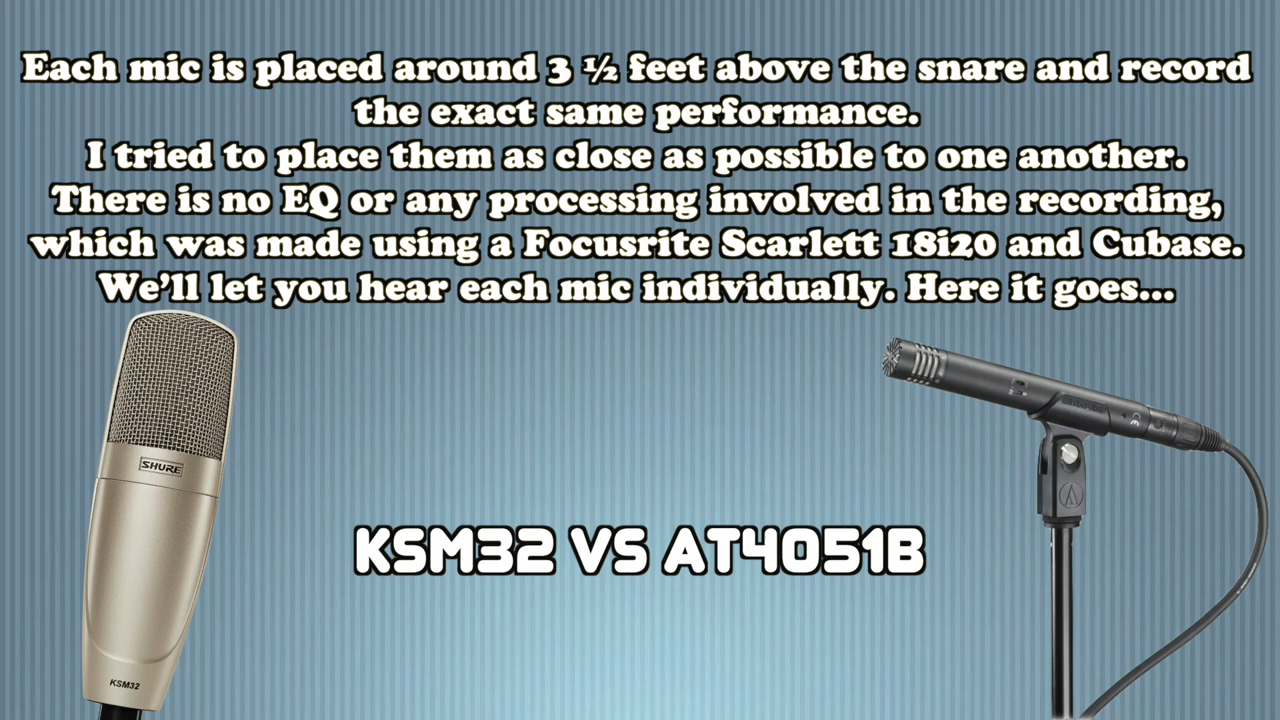 Each mic is placed around 3 ½ feet above the snare and record
the exact same performance.
I tried to place them as close as possible to one another.
There is no EQ or any processing involved in the recording,
which was made using a Focusrite Scarlett 18i20 and Cubase.
We'll let you hear each mic individually. Here it goes...
SHURE
KSM32 VS AT4051B
KSM32